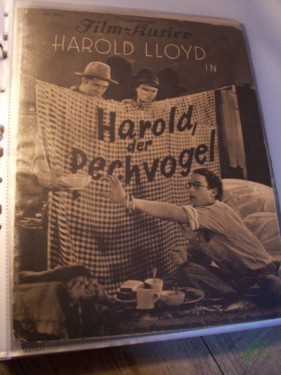 Film-Kurier
HAROLD LLOYD
IN
Harold,
der
Pechvogel